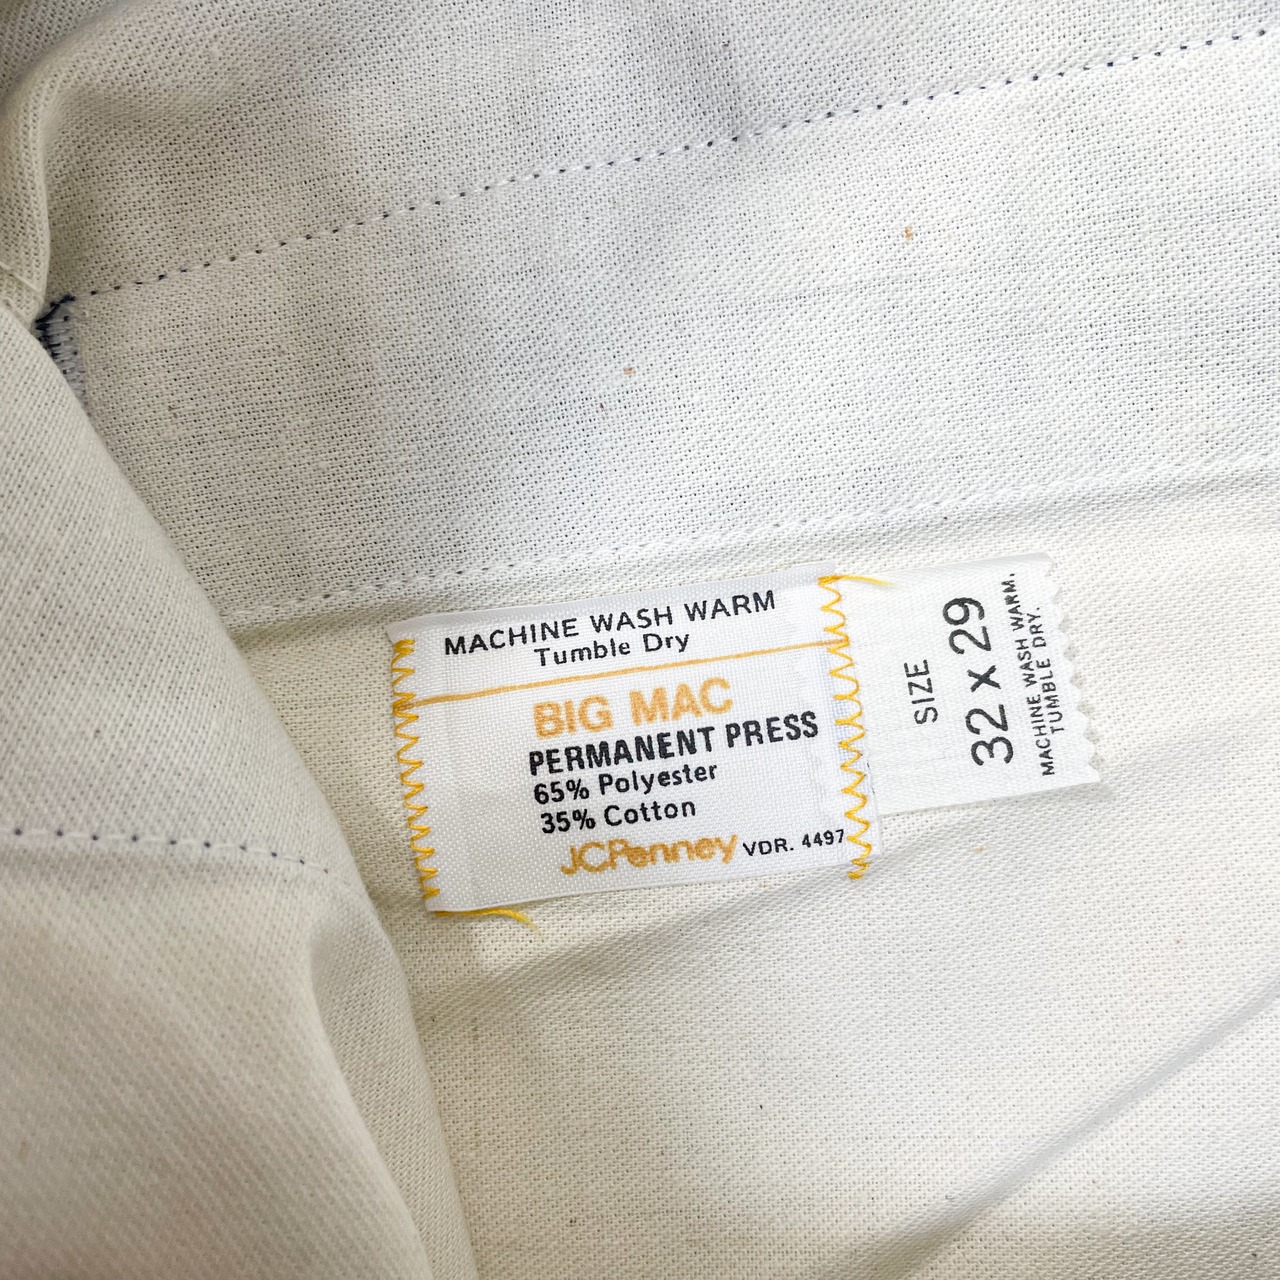 MACHINE WASH WARM
Tumble Dry
BIG MAC
PERMANENT PRESS
65% Polyester
35% Cotton
JCPenney VDR. 4497
SIZE
32 x 29
MACHINE WASH WARM,
TUMBLE DRY.